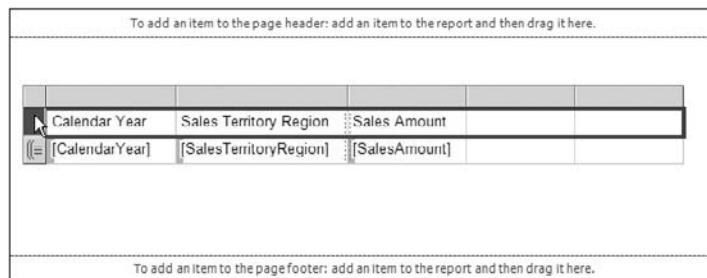 To add an item to the page header: add an item to the report and then drag it here.
Calendar Year Sales Territory Region Sales Amount
[CalendarYear] [SalesTerritoryRegion] [SalesAmount]
To add an item to the page footer: add an item to the report and then drag it here.